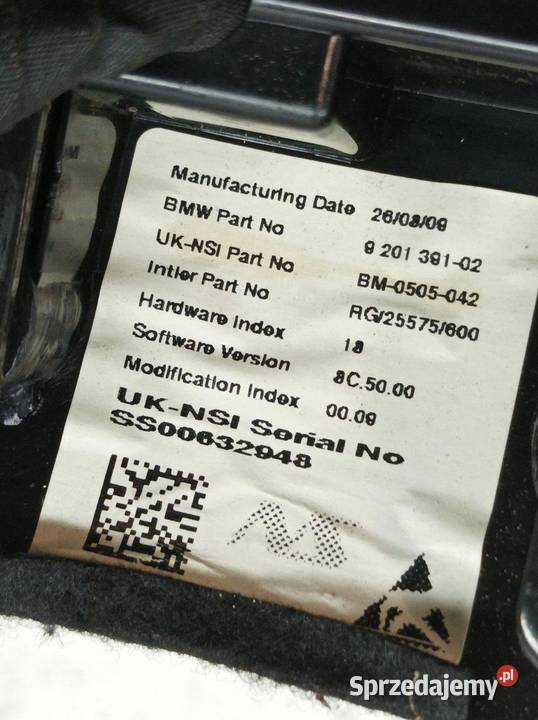 Manufacturing Date 26/08/09
BMW Part No 9 201 391-02
UK-NSI Part No BM-0505-042
Intier Part No RG/25575/600
Hardware Index 18
Software Version 8C.50.00
Modification Index 00.09
UK-NSI Serial No
SS00632948
Sprzedajemy.pl